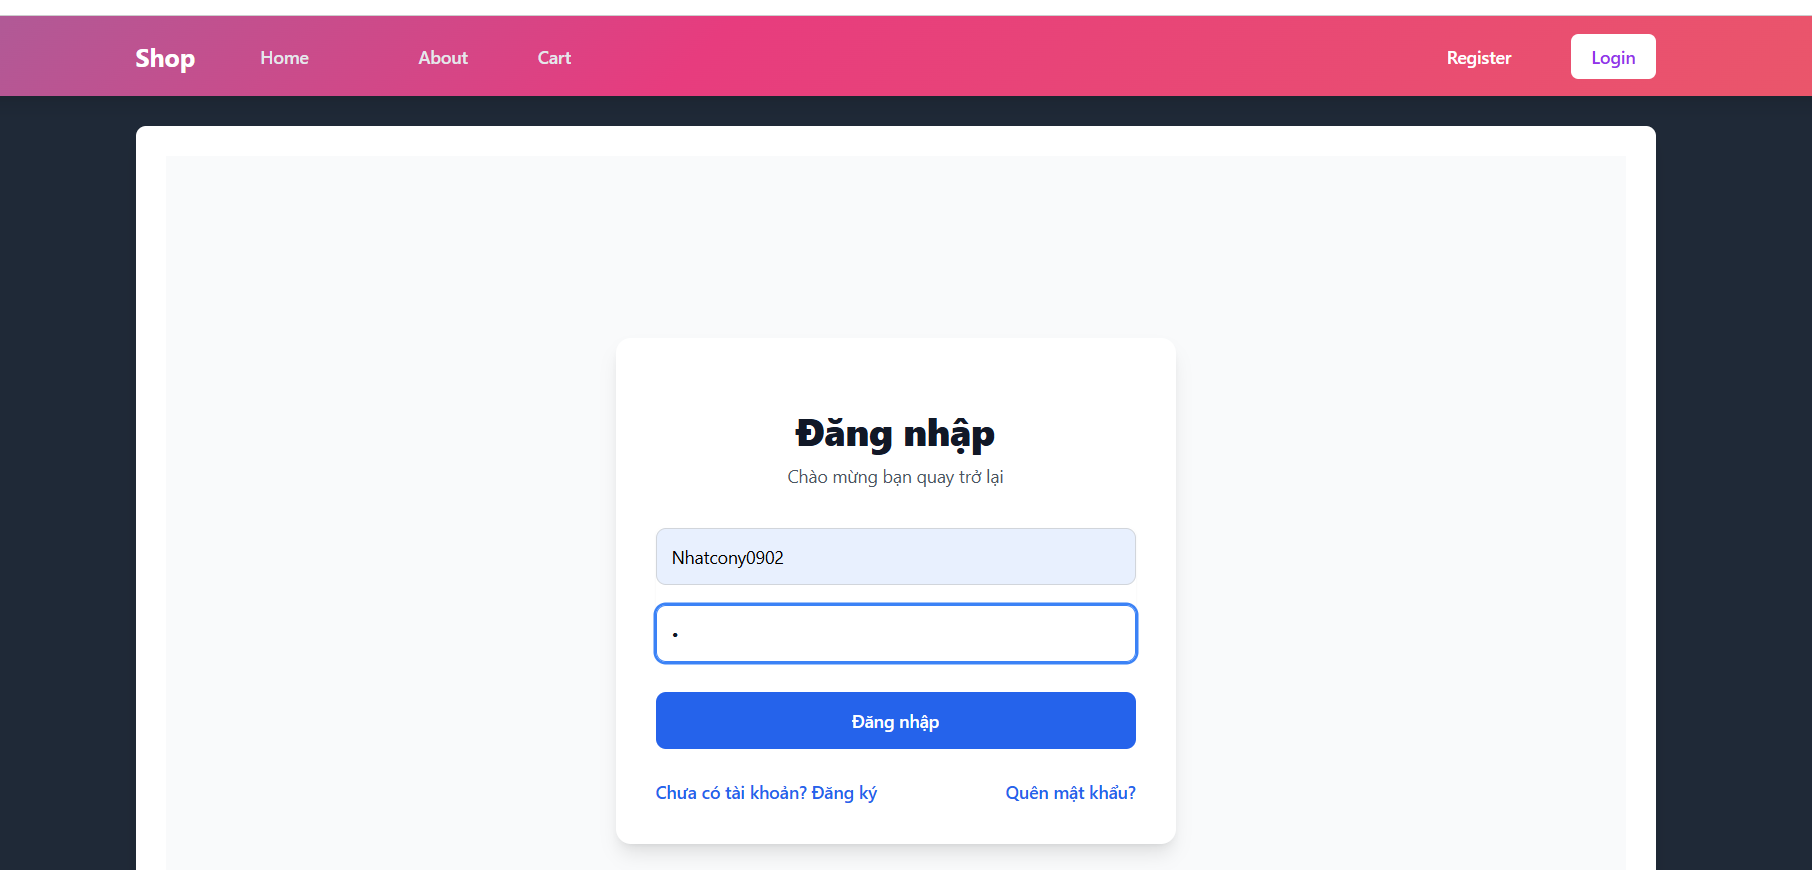 Shop Home About Cart Register Login
Đăng nhập
Chào mừng bạn quay trở lại
Nhatcony0902
•
Đăng nhập
Chưa có tài khoản? Đăng ký Quên mật khẩu?